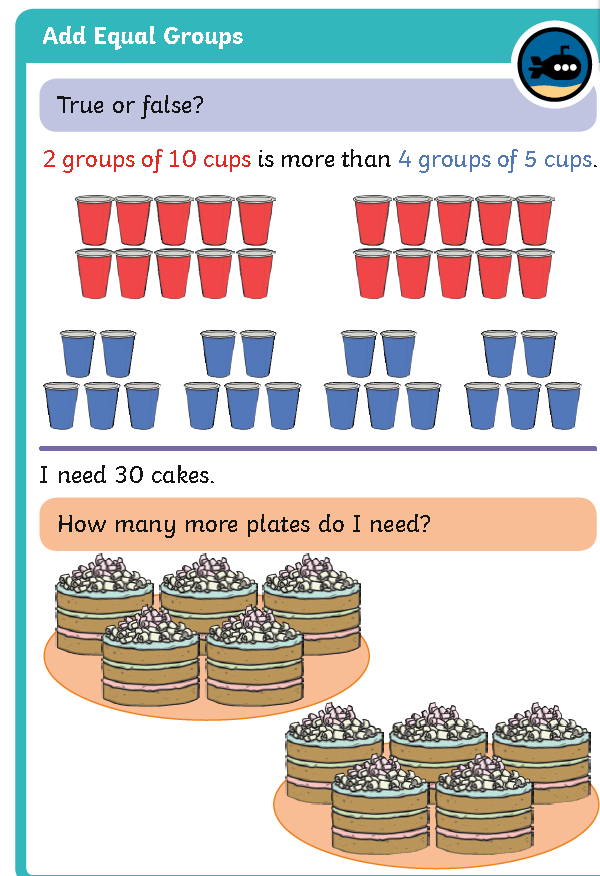 Add Equal Groups
True or false?
2 groups of 10 cups is more than 4 groups of 5 cups.
I need 30 cakes.
How many more plates do I need?